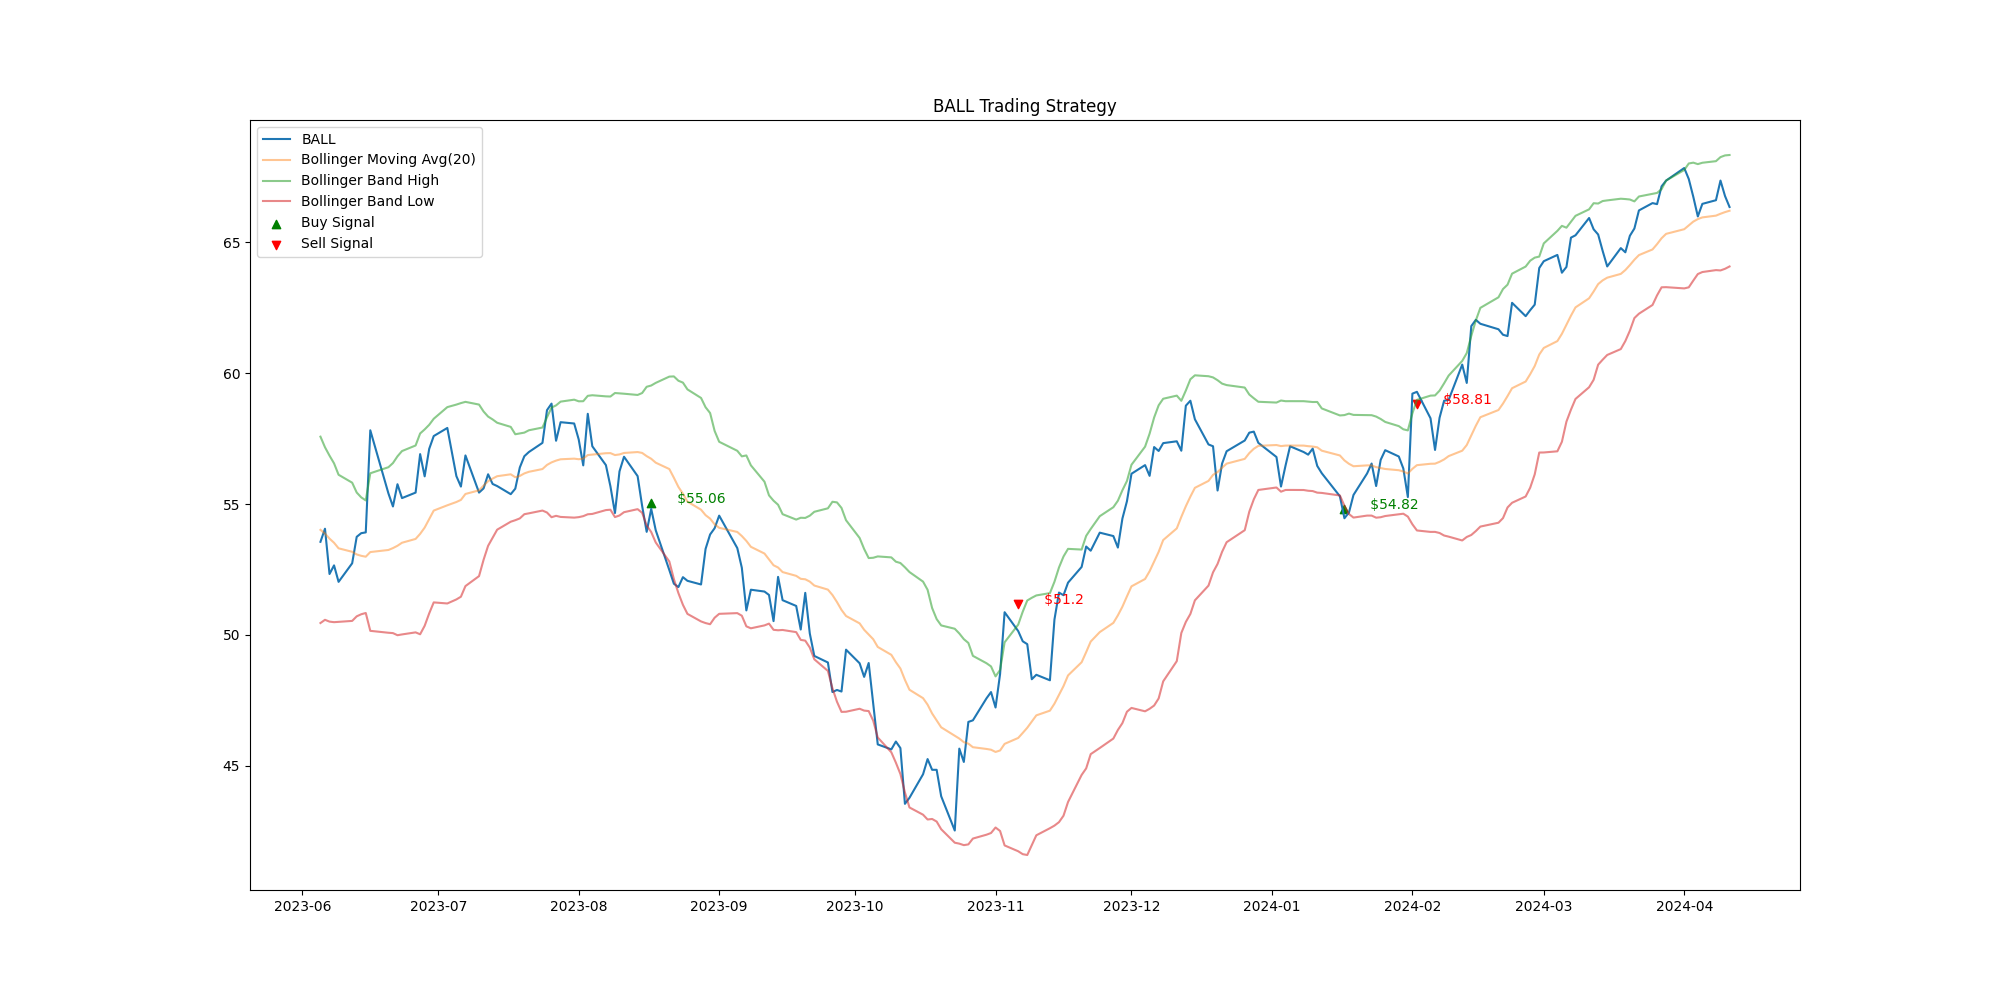 BALL Trading Strategy
BALL
Bollinger Moving Avg(20)
Bollinger Band High
Bollinger Band Low
Buy Signal
Sell Signal
65
60
55
50
45
$55.06
$51.2
$54.82
$58.81
2023-06 2023-07 2023-08 2023-09 2023-10 2023-11 2023-12 2024-01 2024-02 2024-03 2024-04